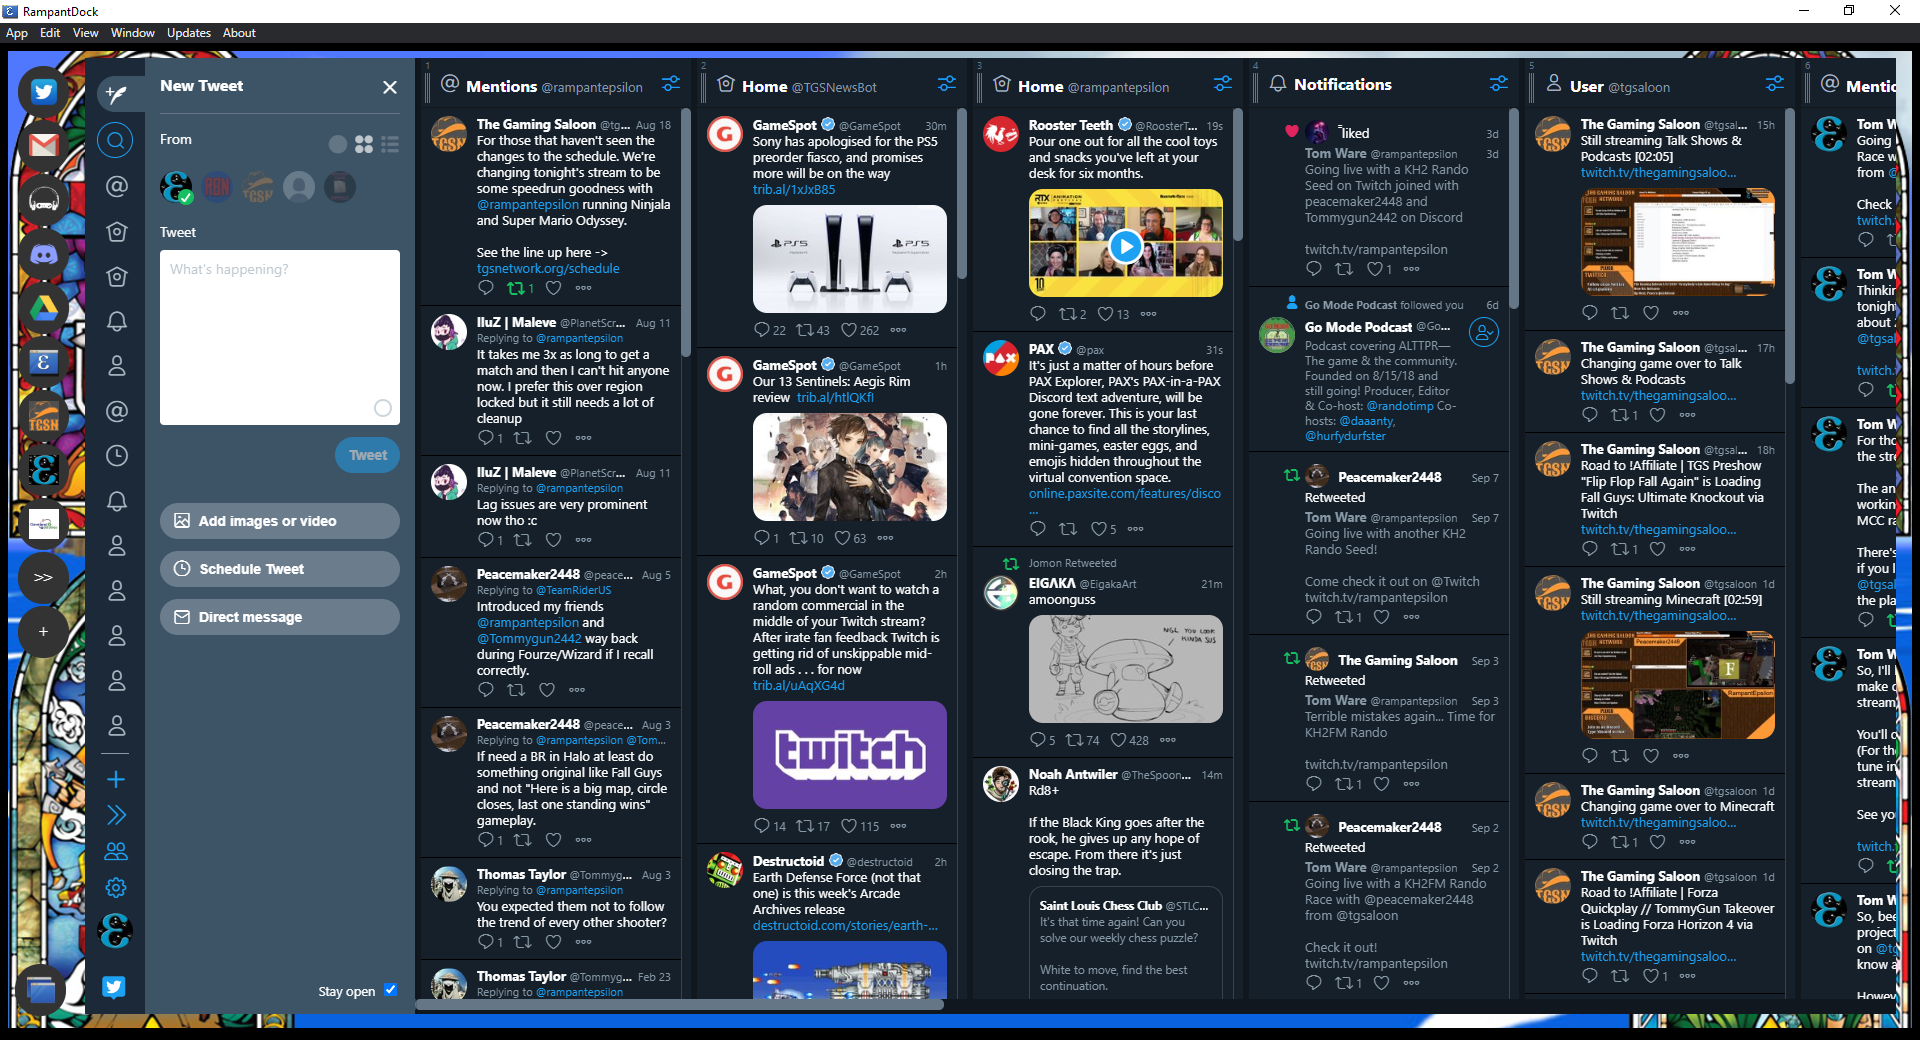 RampantDock
App Edit View Window Updates About
New Tweet
From
Tweet
What's happening?
Tweet
Add images or video
Schedule Tweet
Direct message
Stay open
>>
+
TGSN
1
Mentions @rampantepsilon
The Gaming Saloon @tg... Aug 18
For those that haven't seen the
changes to the schedule. We're
changing tonight's stream to be
some speedrun goodness with
@rampantepsilon running Ninjala
and Super Mario Odyssey.
See the line up here ->
tgsnetwork.org/schedule
1
IluZ | Maleve @PlanetScr... Aug 11
Replying to @rampantepsilon
It takes me 3x as long to get a
match and then I can't hit anyone
now. I prefer this over region
locked but it still needs a lot of
cleanup
1
IluZ | Maleve @PlanetScr... Aug 11
Replying to @rampantepsilon
Lag issues are very prominent
now tho :c
1
Peacemaker2448 @peace... Aug 5
Replying to @TeamRiderUS
Introduced my friends
@rampantepsilon and
@Tommygun2442 way back
during Fourze/Wizard if I recall
correctly.
Peacemaker2448 @peace... Aug 3
Replying to @rampantepsilon @Tom...
If need a BR in Halo at least do
something original like Fall Guys
and not "Here is a big map, circle
closes, last one standing wins"
gameplay.
1
Thomas Taylor @Tommyg... Aug 3
Replying to @rampantepsilon
You expected them not to follow
the trend of every other shooter?
1
Thomas Taylor @Tommyg... Feb 23
Replying to @rampantepsilon
2
Home @TGSNewsBot
GameSpot @GameSpot 30m
Sony has apologised for the PS5
preorder fiasco, and promises
more will be on the way
trib.al/1xJxB85
PS5 PS5
22 43 262
GameSpot @GameSpot 1h
Our 13 Sentinels: Aegis Rim
review trib.al/htlQKfl
1 10 63
GameSpot @GameSpot 2h
What, you don't want to watch a
random commercial in the
middle of your Twitch stream?
After irate fan feedback Twitch is
getting rid of unskippable mid-
roll ads . . . for now
trib.al/uAqXG4d
twitch
14 17 115
Destructoid @destructoid 2h
Earth Defense Force (not that
one) is this week's Arcade
Archives release
destructoid.com/stories/earth-...
3
Home @rampantepsilon
Rooster Teeth @RoosterT... 19s
Pour one out for all the cool toys
and snacks you've left at your
desk for six months.
RTX
10
2 13
PAX @pax 31s
It's just a matter of hours before
PAX Explorer, PAX's PAX-in-a-PAX
Discord text adventure, will be
gone forever. This is your last
chance to find all the storylines,
mini-games, easter eggs, and
emojis hidden throughout the
virtual convention space.
online.paxsite.com/features/disco
...
5
Jomon Retweeted
EIGΛKΛ @EigakaArt 21m
amoonguss
NGL YOU LOOK
KINDA SUS
5 74 428
Noah Antwiler @TheSpoon... 14m
Rd8+
If the Black King goes after the
rook, he gives up any hope of
escape. From there it's just
closing the trap.
Saint Louis Chess Club @STLC...
It's that time again! Can you
solve our weekly chess puzzle?
White to move, find the best
continuation.
4
Notifications
liked 3d
Tom Ware @rampantepsilon 3d
Going live with a KH2 Rando
Seed on Twitch joined with
peacemaker2448 and
Tommygun2442 on Discord
twitch.tv/rampantepsilon
1
Go Mode Podcast followed you 6d
Go Mode Podcast @Go...
Podcast covering ALTTPR—
The game & the community.
Founded on 8/15/18 and
still going! Producer, Editor
& Co-host: @randotimp Co-
hosts: @daaanty,
@hurfydurfster
Peacemaker2448 Sep 7
Retweeted
Tom Ware @rampantepsilon Sep 7
Going live with another KH2
Rando Seed!
Come check it out on @Twitch
twitch.tv/rampantepsilon
1
The Gaming Saloon Sep 3
Retweeted
Tom Ware @rampantepsilon Sep 3
Terrible mistakes again... Time for
KH2FM Rando
twitch.tv/rampantepsilon
1
Peacemaker2448 Sep 2
Retweeted
Tom Ware @rampantepsilon Sep 2
Going live with a KH2FM Rando
Race with @peacemaker2448
from @tgsaloon
Check it out!
twitch.tv/rampantepsilon
1
5
User @tgsaloon
The Gaming Saloon @tgsal... 15h
Still streaming Talk Shows &
Podcasts [02:05]
twitch.tv/thegamingsaloo...
The Gaming Saloon @tgsal... 17h
Changing game over to Talk
Shows & Podcasts
twitch.tv/thegamingsaloo...
1
The Gaming Saloon @tgsal... 18h
Road to !Affiliate | TGS Preshow
"Flip Flop Fall Again" is Loading
Fall Guys: Ultimate Knockout via
Twitch
twitch.tv/thegamingsaloo...
1
The Gaming Saloon @tgsaloon 1d
Still streaming Minecraft [02:59]
Peacemaker2448
RampantEpsilon
The Gaming Saloon @tgsaloon 1d
Changing game over to Minecraft
twitch.tv/thegamingsaloo...
1
The Gaming Saloon @tgsaloon 1d
Road to !Affiliate | Forza
Quickplay // TommyGun Takeover
is Loading Forza Horizon 4 via
Twitch
twitch.tv/thegamingsaloo...
1
6
Mentio
Tom W
Going
Race w
from @
Check
twitch.
Tom W
Thinkin
tonight
about
@tgsal
twitch.
Tom W
For tho
the stre
The an
workin
MCC ra
There's
if you l
@tgsal
the pla
Tom W
So, I'll
make c
stream
You'll c
(For th
tune in
stream
See you
twitch.t
Tom W
So, bee
project
on @tg
know a
Howev